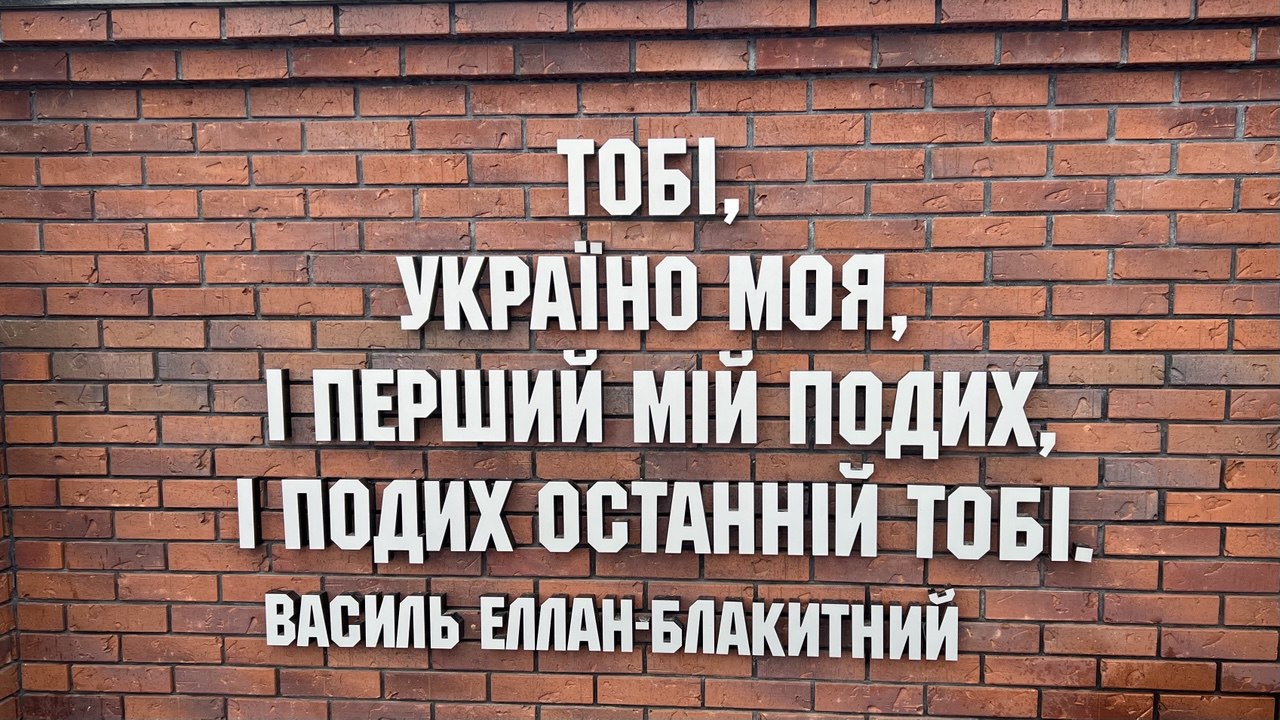 ТОБІ,
УКРАЇНО МОЯ,
І ПЕРШИЙ МІЙ ПОДИХ,
І ПОДИХ ОСТАННІЙ ТОБІ.
ВАСИЛЬ ЕЛЛАН-БЛАКИТНИЙ